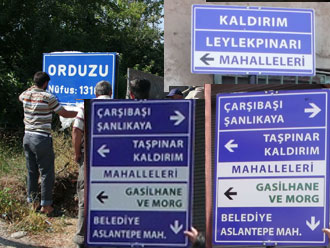 ORDUZU
Nüfus: 1310
KALDIRIM
LEYLEKPINARI
MAHALLELERİ
ÇARŞIBAŞI
ŞANLIKAYA
TAŞPINAR
KALDIRIM
MAHALLELERİ
GASİLHANE
VE MORG
BELEDİYE
ASLANTEPE MAH.
ÇARŞIBAŞI
ŞANLIKAYA
TAŞPINAR
KALDIRIM
MAHALLELERİ
GASİLHANE
VE MORG
BELEDİYE
ASLANTEPE MAH.